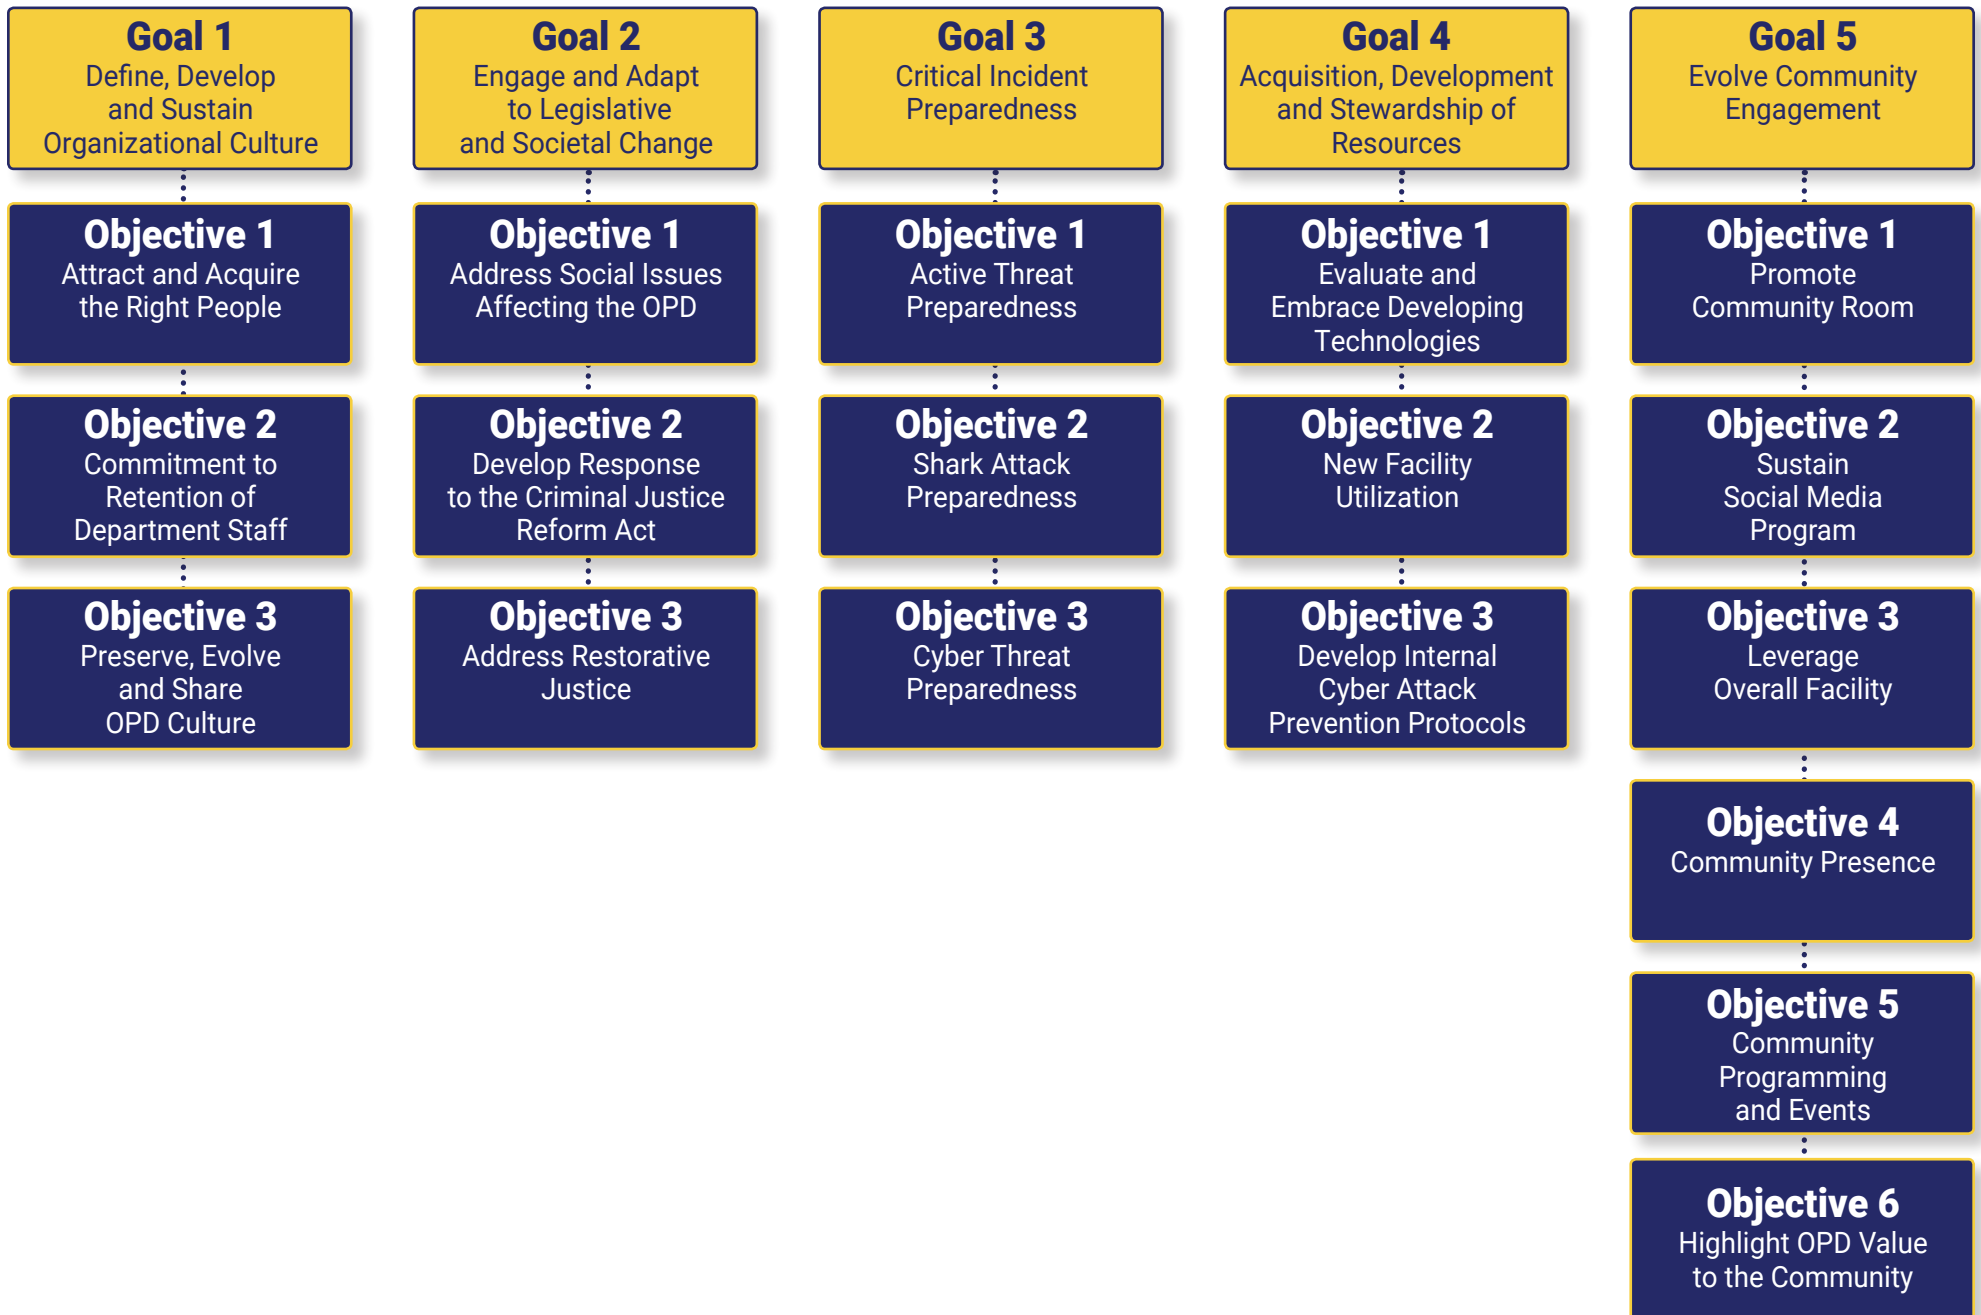 Goal 1
Define, Develop
and Sustain
Organizational Culture
Objective 1
Attract and Acquire
the Right People
Objective 2
Commitment to
Retention of
Department Staff
Objective 3
Preserve, Evolve
and Share
OPD Culture
Goal 2
Engage and Adapt
to Legislative
and Societal Change
Objective 1
Address Social Issues
Affecting the OPD
Objective 2
Develop Response
to the Criminal Justice
Reform Act
Objective 3
Address Restorative
Justice
Goal 3
Critical Incident
Preparedness
Objective 1
Active Threat
Preparedness
Objective 2
Shark Attack
Preparedness
Objective 3
Cyber Threat
Preparedness
Goal 4
Acquisition, Development
and Stewardship of
Resources
Objective 1
Evaluate and
Embrace Developing
Technologies
Objective 2
New Facility
Utilization
Objective 3
Develop Internal
Cyber Attack
Prevention Protocols
Goal 5
Evolve Community
Engagement
Objective 1
Promote
Community Room
Objective 2
Sustain
Social Media
Program
Objective 3
Leverage
Overall Facility
Objective 4
Community Presence
Objective 5
Community
Programming
and Events
Objective 6
Highlight OPD Value
to the Community